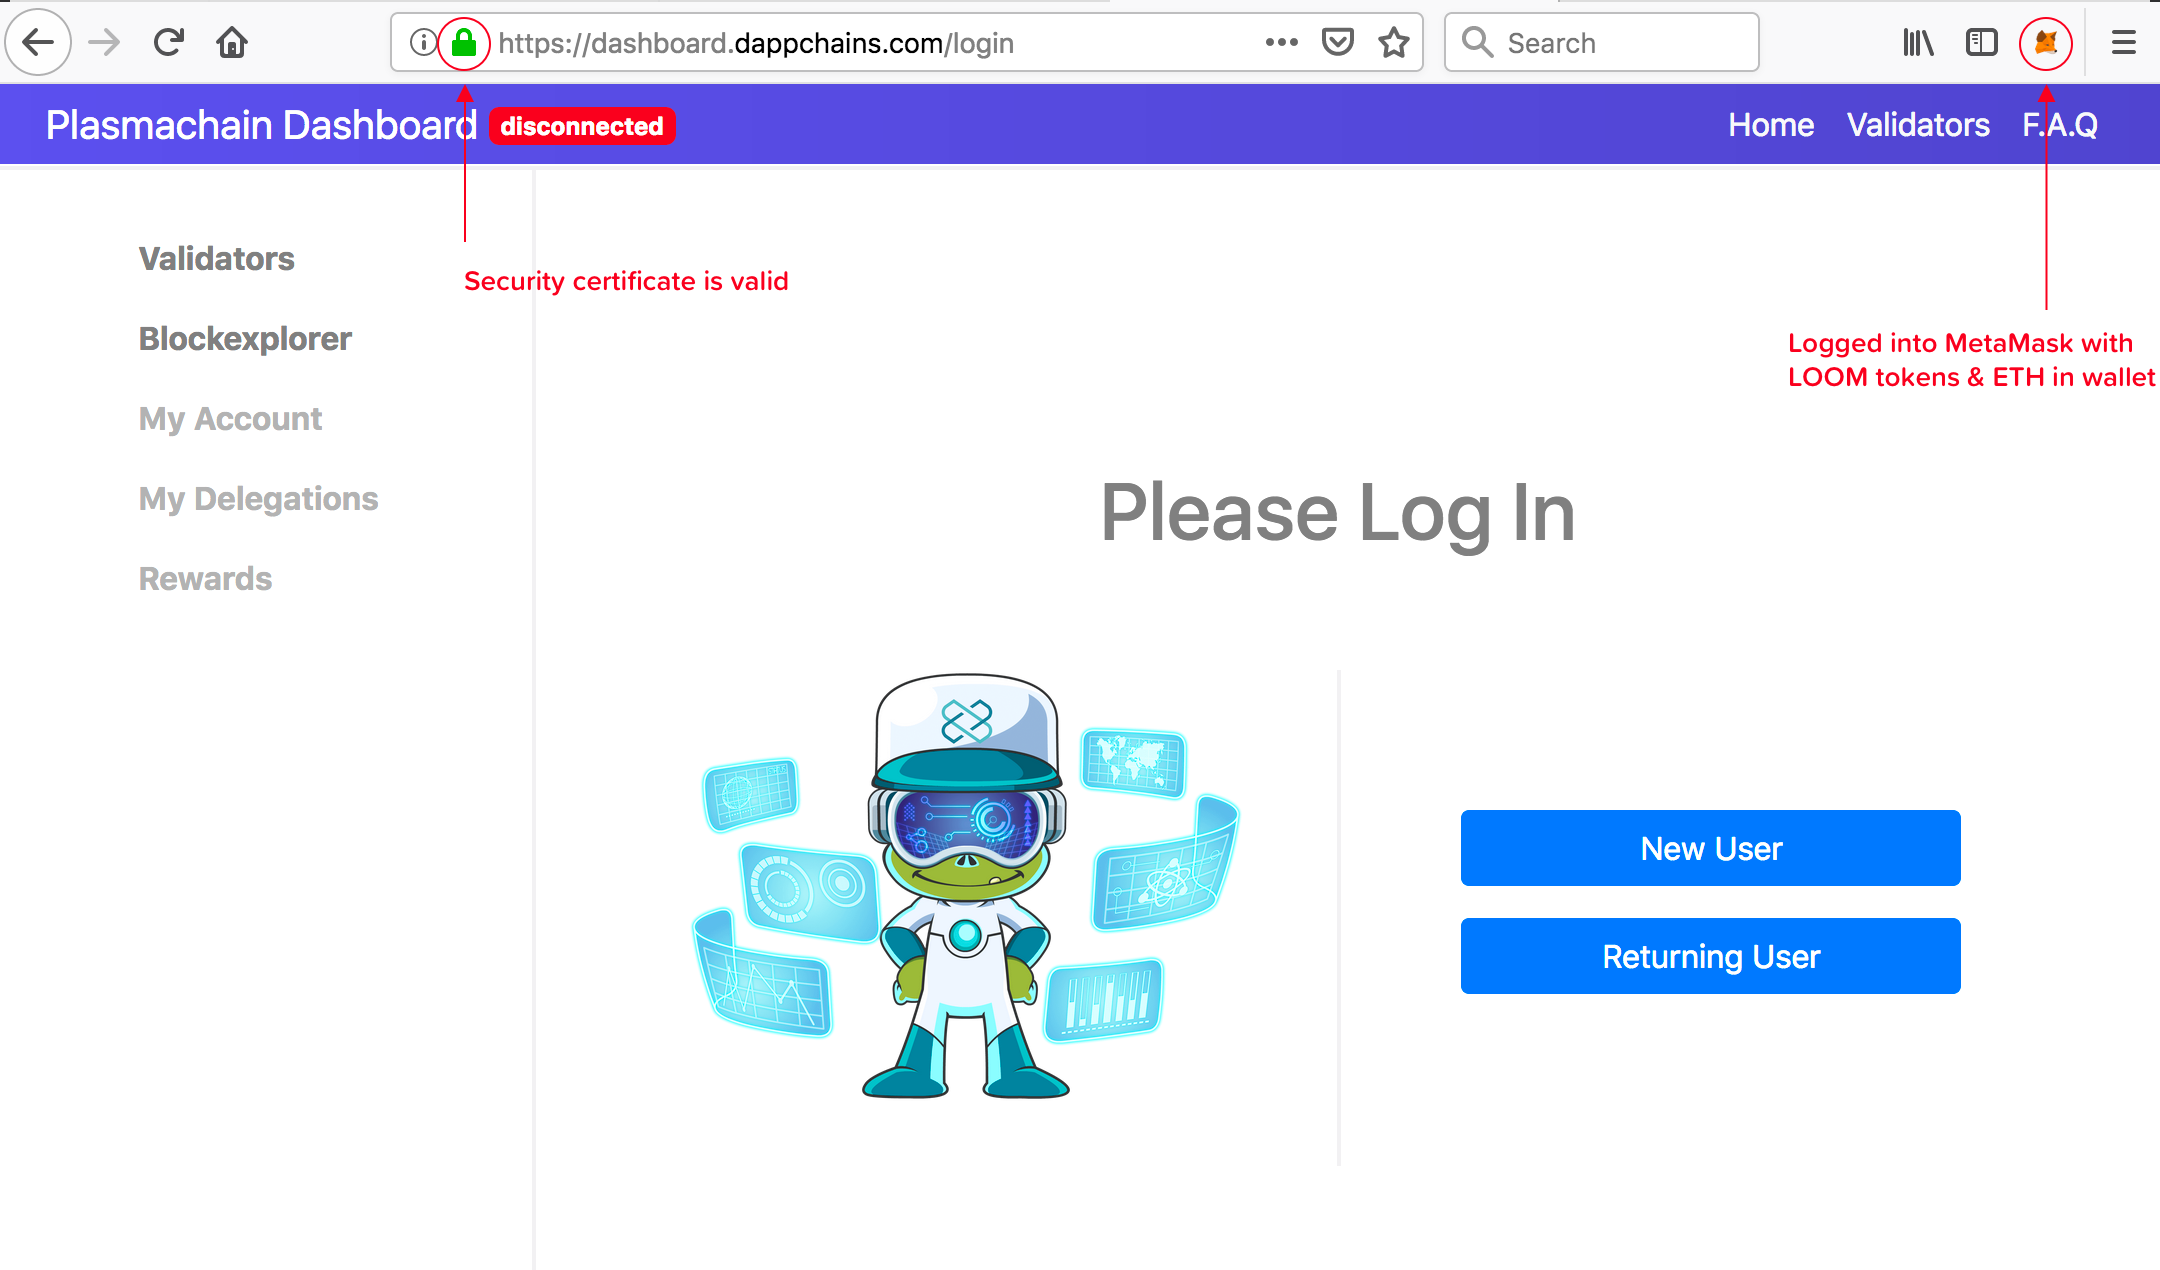 https://dashboard.dappchains.com/login
Search
Plasmachain Dashboard disconnected
Home Validators F.A.Q
Validators
Blockexplorer
My Account
My Delegations
Rewards
Security certificate is valid
Logged into MetaMask with
LOOM tokens & ETH in wallet
Please Log In
New User
Returning User